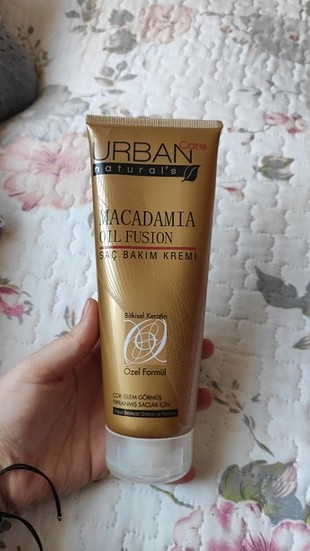 URBAN Care
natural's
MACADAMIA
OIL FUSION
SAÇ BAKIM KREMİ
Bitkisel Keratin
Özel Formül
ÇOK İŞLEM GÖRMÜŞ
YIPRANMIŞ SAÇLAR İÇİN